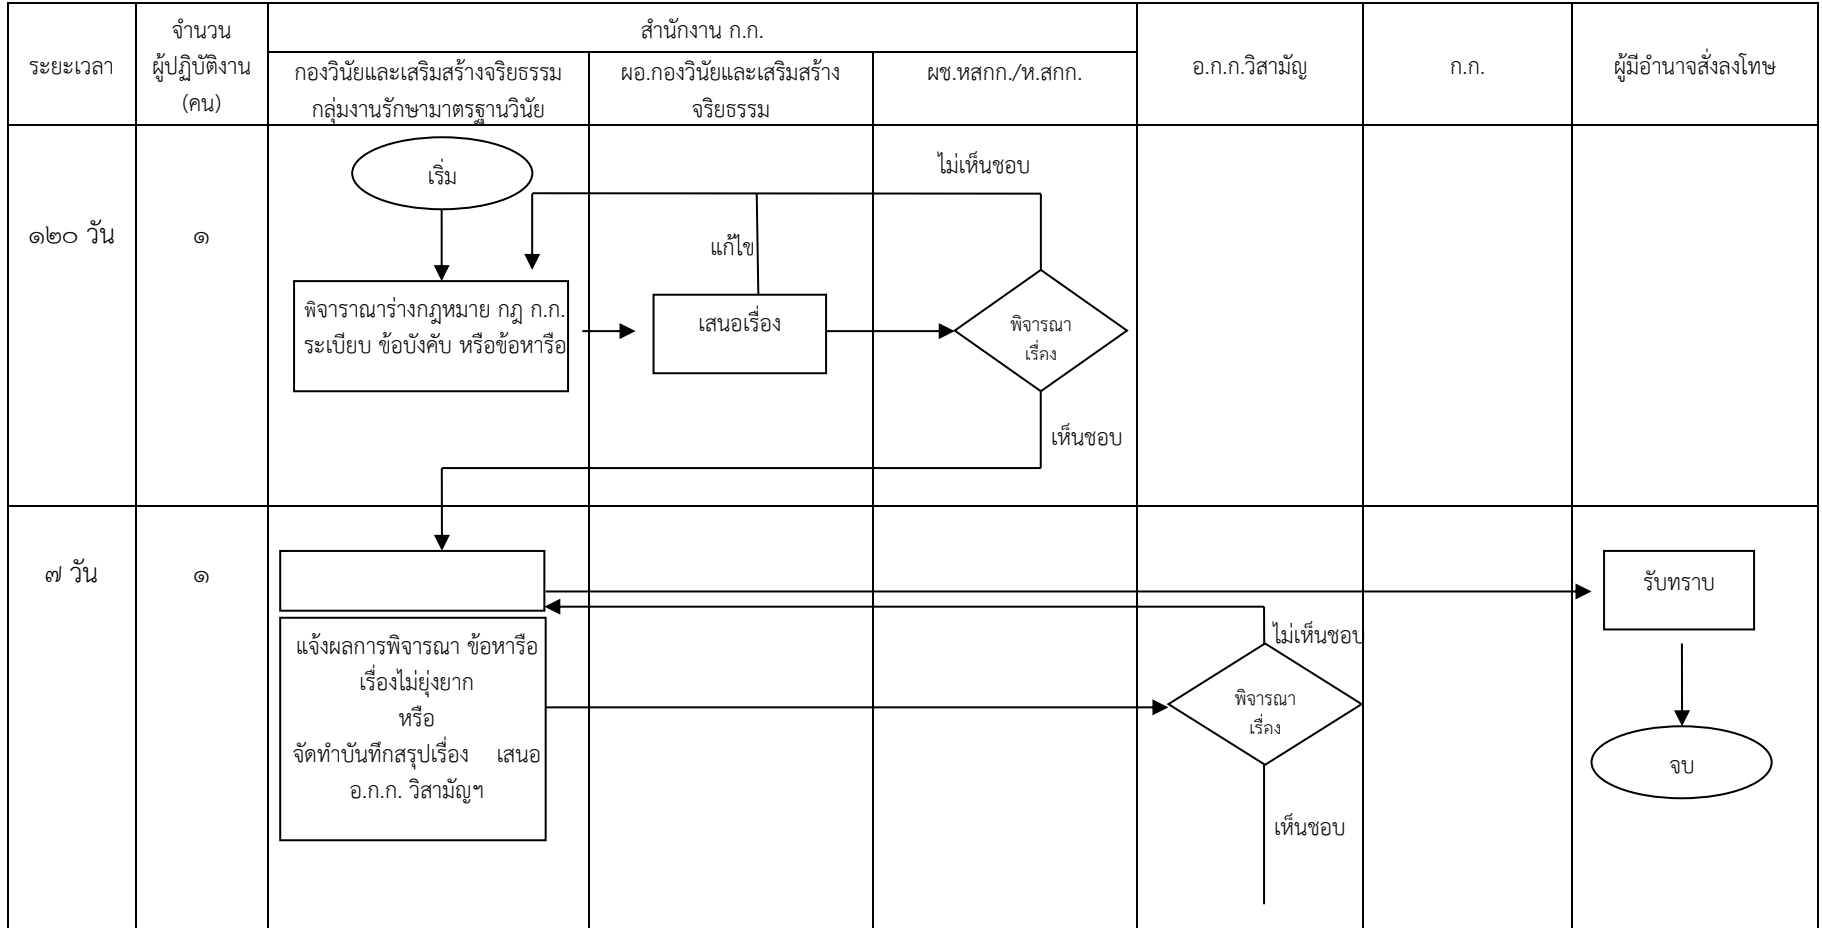 ระยะเวลา
จำนวน
ผู้ปฏิบัติงาน
(คน)
สำนักงาน ก.ก.
กองวินัยและเสริมสร้างจริยธรรม
กลุ่มงานรักษามาตรฐานวินัย
ผอ.กองวินัยและเสริมสร้าง
จริยธรรม
ผช.หสกก./ห.สกก.
อ.ก.ก.วิสามัญ
ก.ก.
ผู้มีอำนาจสั่งลงโทษ
๑๒๐ วัน
๑
เริ่ม
ไม่เห็นชอบ
แก้ไข
พิจาราณาร่างกฎหมาย กฎ ก.ก.
ระเบียบ ข้อบังคับ หรือข้อหารือ
เสนอเรื่อง
พิจารณา
เรื่อง
เห็นชอบ
๗ วัน
๑
รับทราบ
ไม่เห็นชอบ
แจ้งผลการพิจารณา ข้อหารือ
เรื่องไม่ยุ่งยาก
หรือ
จัดทำบันทึกสรุปเรื่อง เสนอ
อ.ก.ก. วิสามัญฯ
พิจารณา
เรื่อง
จบ
เห็นชอบ